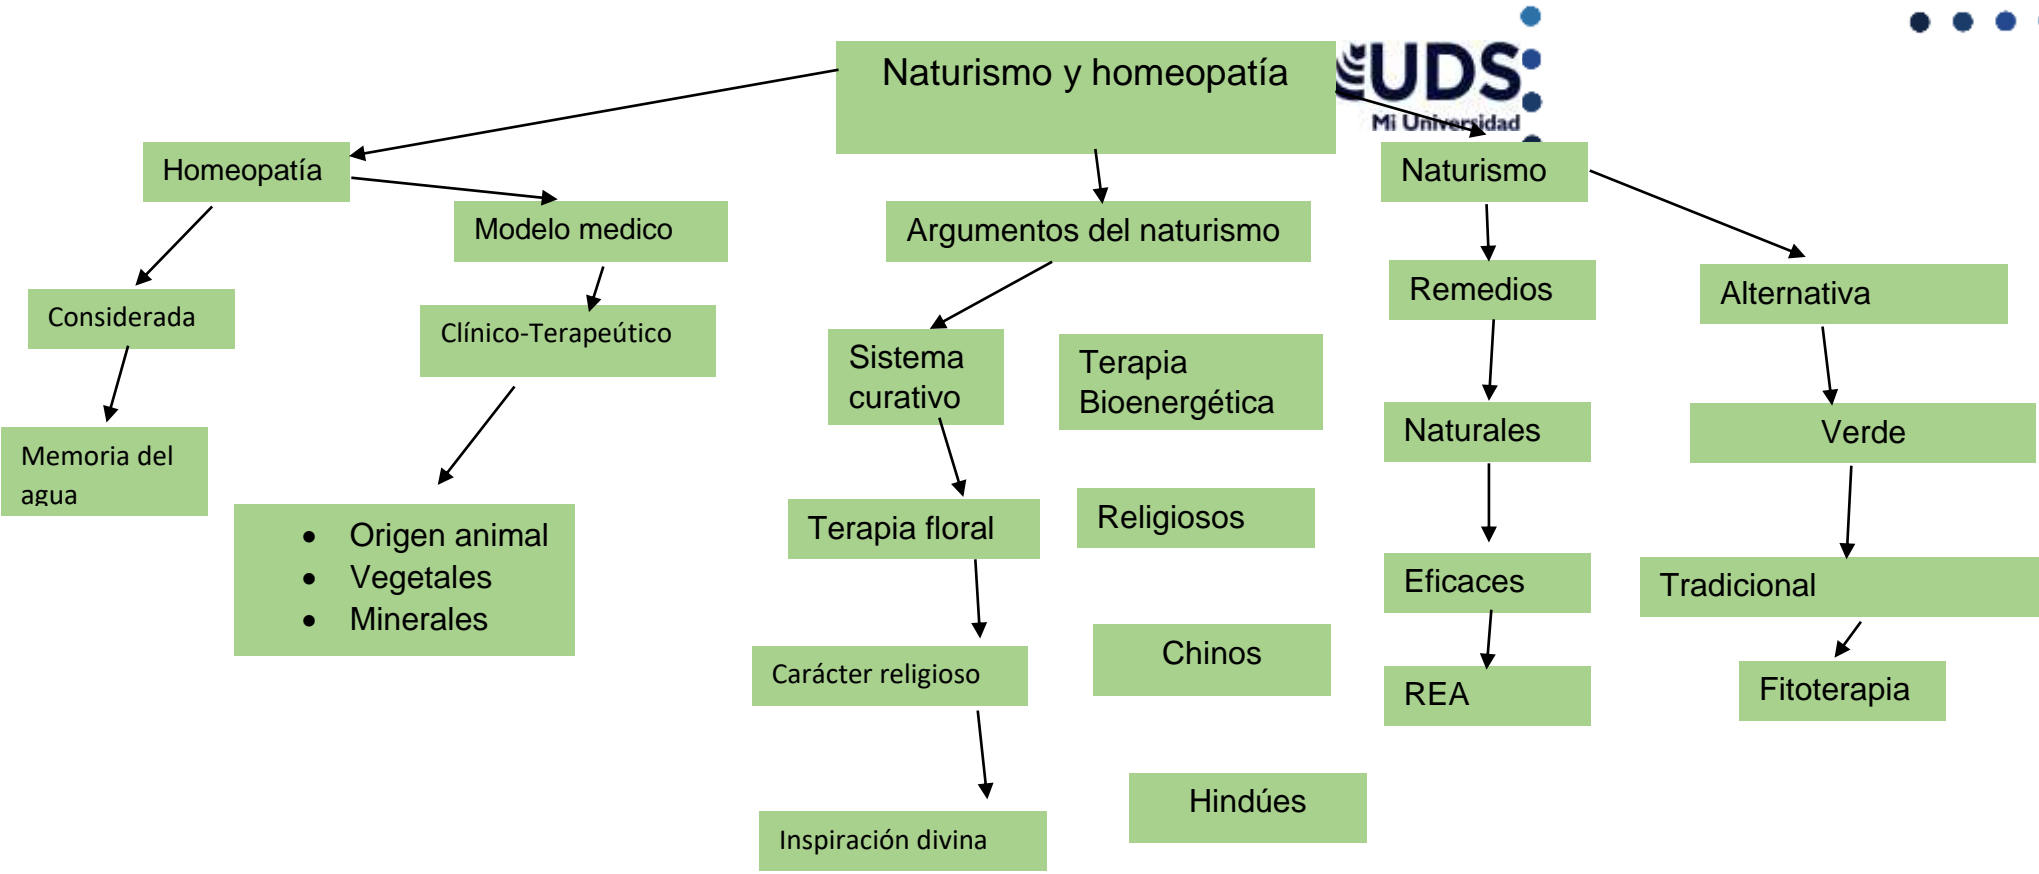 Naturismo y homeopatía
UDS
Mi Universidad
Homeopatía
Naturismo
Modelo medico
Argumentos del naturismo
Considerada
Clínico-Terapeútico
Remedios
Alternativa
Sistema
curativo
Terapia
Bioenergética
Memoria del
agua
Naturales
Verde
Origen animal
Vegetales
Minerales
Terapia floral
Religiosos
Eficaces
Tradicional
Carácter religioso
Chinos
REA
Fitoterapia
Inspiración divina
Hindúes